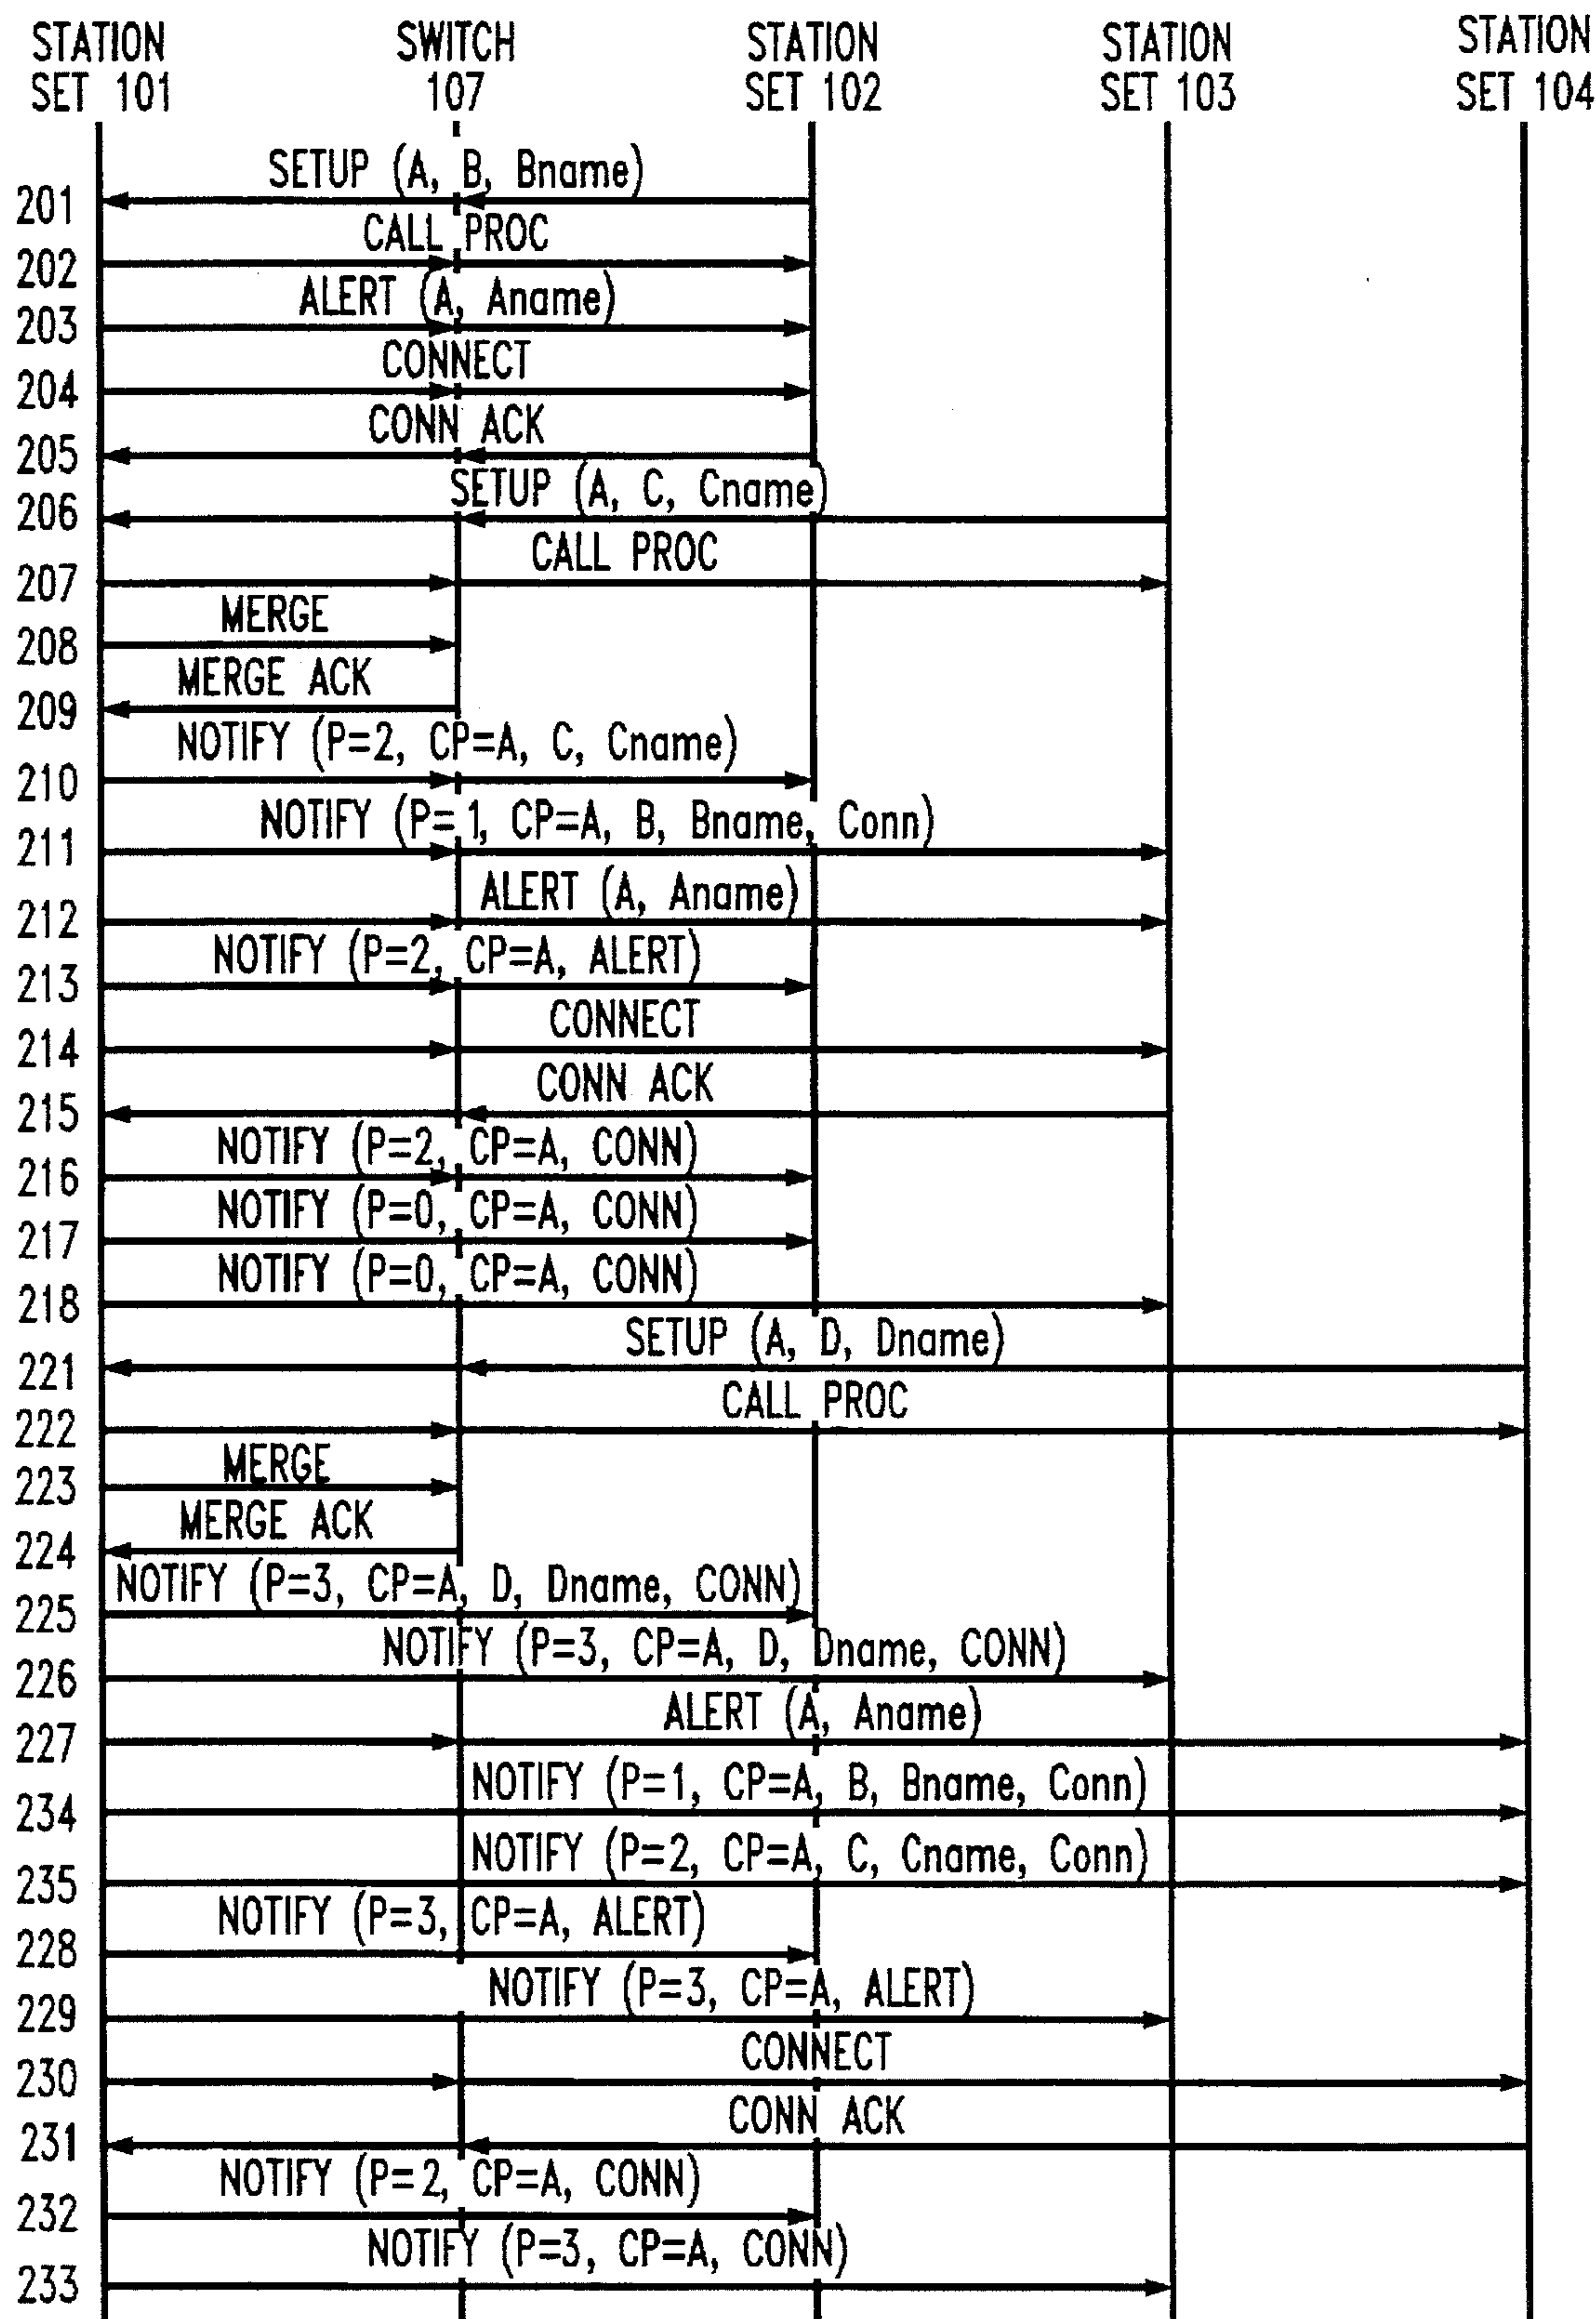 STATION SET 101
SWITCH 107
STATION SET 102
STATION SET 103
STATION SET 104
SETUP (A, B, Bname)
201
CALL PROC
202
ALERT (A, Aname)
203
CONNECT
204
CONN ACK
205
SETUP (A, C, Cname)
206
CALL PROC
207
MERGE
208
MERGE ACK
209
NOTIFY (P=2, CP=A, C, Cname)
210
NOTIFY (P=1, CP=A, B, Bname, Conn)
211
ALERT (A, Aname)
212
NOTIFY (P=2, CP=A, ALERT)
213
CONNECT
214
CONN ACK
215
NOTIFY (P=2, CP=A, CONN)
216
NOTIFY (P=0, CP=A, CONN)
217
NOTIFY (P=0, CP=A, CONN)
218
SETUP (A, D, Dname)
221
CALL PROC
222
MERGE
223
MERGE ACK
224
NOTIFY (P=3, CP=A, D, Dname, CONN)
225
NOTIFY (P=3, CP=A, D, Dname, CONN)
226
ALERT (A, Aname)
227
NOTIFY (P=1, CP=A, B, Bname, Conn)
234
NOTIFY (P=2, CP=A, C, Cname, Conn)
235
NOTIFY (P=3, CP=A, ALERT)
228
NOTIFY (P=3, CP=A, ALERT)
229
CONNECT
230
CONN ACK
231
NOTIFY (P=2, CP=A, CONN)
232
NOTIFY (P=3, CP=A, CONN)
233